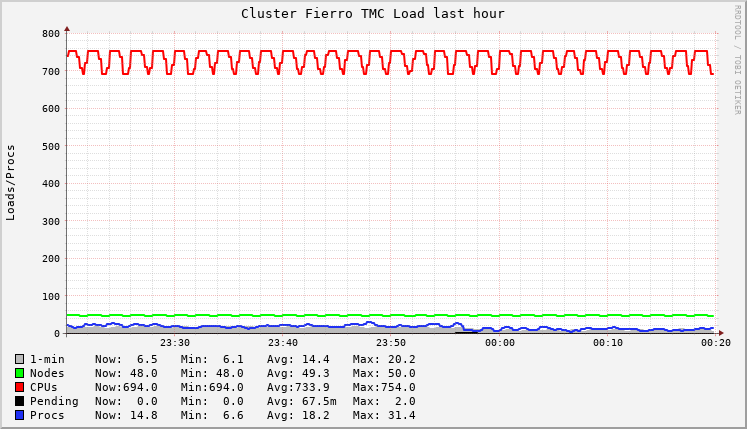 Cluster Fierro TMC Load last hour
RRDTOOL / TOBI OETIKER
Loads/Procs
800
700
600
500
400
300
200
100
0
23:30 23:40 23:50 00:00 00:10 00:20
1-min Now: 6.5 Min: 6.1 Avg: 14.4 Max: 20.2
Nodes Now: 48.0 Min: 48.0 Avg: 49.3 Max: 50.0
CPUs Now:694.0 Min:694.0 Avg:733.9 Max:754.0
Pending Now: 0.0 Min: 0.0 Avg: 67.5m Max: 2.0
Procs Now: 14.8 Min: 6.6 Avg: 18.2 Max: 31.4